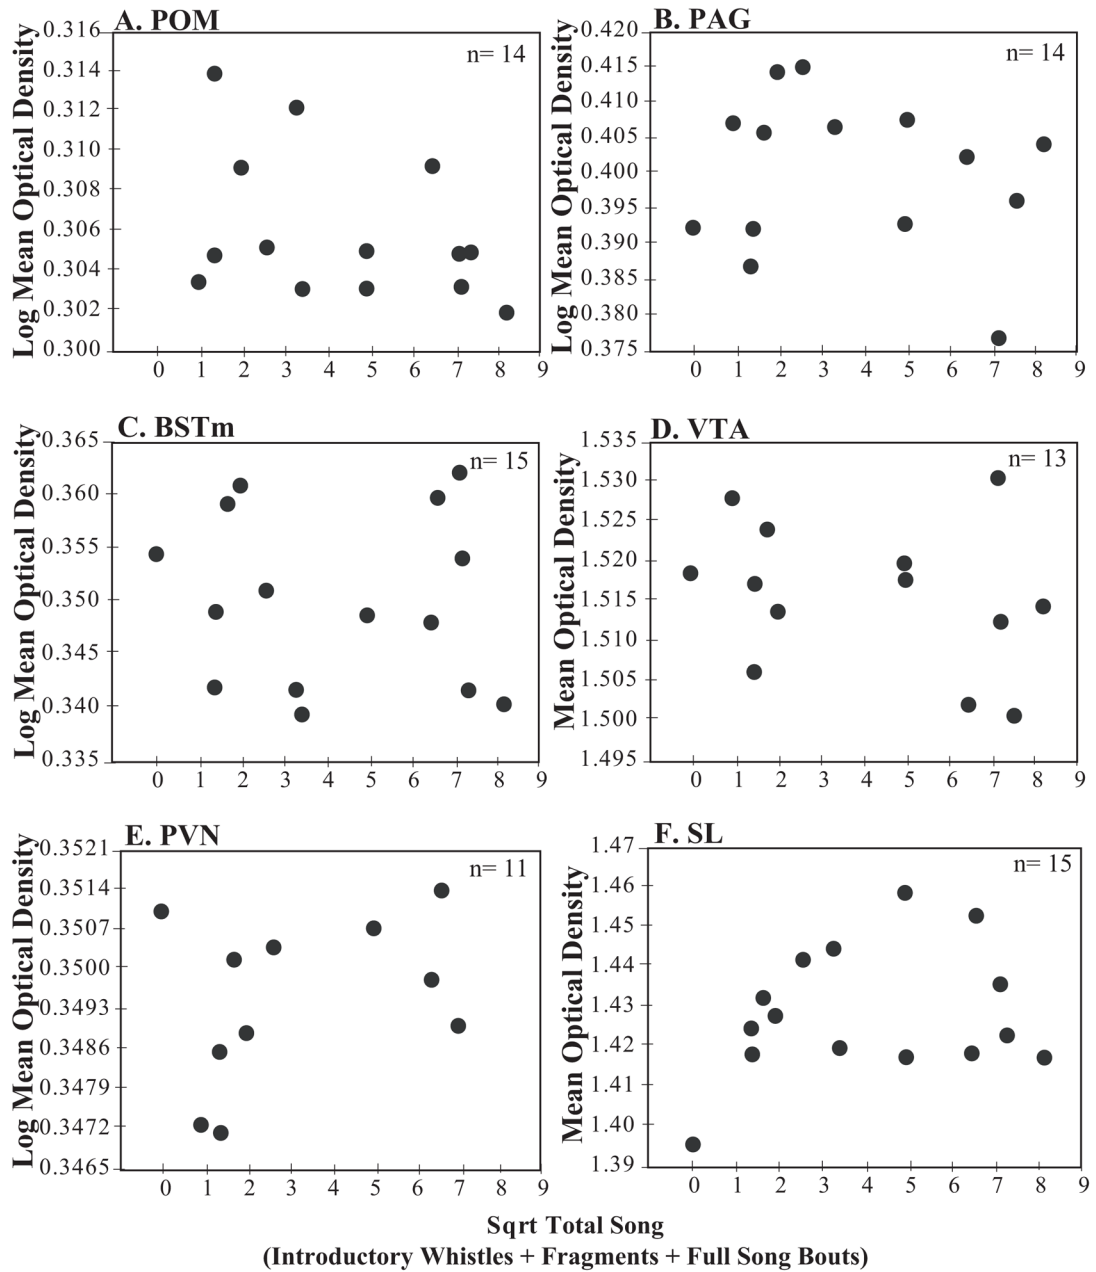 A. POM
n= 14
Log Mean Optical Density
0.316
0.314
0.312
0.310
0.308
0.306
0.304
0.302
0.300
0 1 2 3 4 5 6 7 8 9
B. PAG
n= 14
Log Mean Optical Density
0.420
0.415
0.410
0.405
0.400
0.395
0.390
0.385
0.380
0.375
0 1 2 3 4 5 6 7 8 9
C. BSTm
n= 15
Log Mean Optical Density
0.365
0.360
0.355
0.350
0.345
0.340
0.335
0 1 2 3 4 5 6 7 8 9
D. VTA
n= 13
Mean Optical Density
1.535
1.530
1.525
1.520
1.515
1.510
1.505
1.500
1.495
0 1 2 3 4 5 6 7 8 9
E. PVN
n= 11
Log Mean Optical Density
0.3521
0.3514
0.3507
0.3500
0.3493
0.3486
0.3479
0.3472
0.3465
0 1 2 3 4 5 6 7 8 9
F. SL
n= 15
Mean Optical Density
1.47
1.46
1.45
1.44
1.43
1.42
1.41
1.40
1.39
0 1 2 3 4 5 6 7 8 9
Sqrt Total Song
(Introductory Whistles + Fragments + Full Song Bouts)